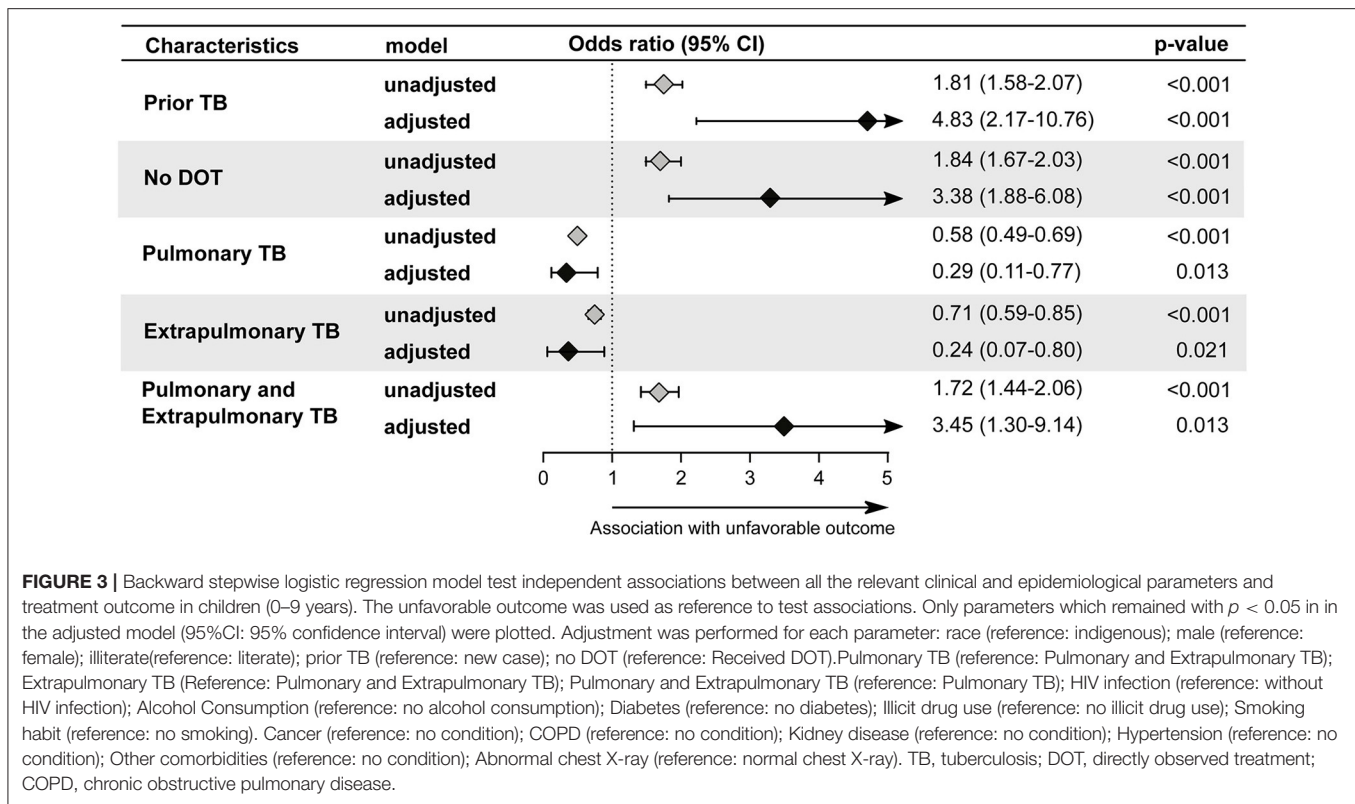 Characteristics model Odds ratio (95% CI) p-value
Prior TB
unadjusted 1.81 (1.58-2.07) <0.001
adjusted 4.83 (2.17-10.76) <0.001
No DOT
unadjusted 1.84 (1.67-2.03) <0.001
adjusted 3.38 (1.88-6.08) <0.001
Pulmonary TB
unadjusted 0.58 (0.49-0.69) <0.001
adjusted 0.29 (0.11-0.77) 0.013
Extrapulmonary TB
unadjusted 0.71 (0.59-0.85) <0.001
adjusted 0.24 (0.07-0.80) 0.021
Pulmonary and
Extrapulmonary TB
unadjusted 1.72 (1.44-2.06) <0.001
adjusted 3.45 (1.30-9.14) 0.013
0 1 2 3 4 5
Association with unfavorable outcome
FIGURE 3 | Backward stepwise logistic regression model test independent associations between all the relevant clinical and epidemiological parameters and
treatment outcome in children (0–9 years). The unfavorable outcome was used as reference to test associations. Only parameters which remained with p < 0.05 in in
the adjusted model (95%CI: 95% confidence interval) were plotted. Adjustment was performed for each parameter: race (reference: indigenous); male (reference:
female); illiterate(reference: literate); prior TB (reference: new case); no DOT (reference: Received DOT).Pulmonary TB (reference: Pulmonary and Extrapulmonary TB);
Extrapulmonary TB (Reference: Pulmonary and Extrapulmonary TB); Pulmonary and Extrapulmonary TB (reference: Pulmonary TB); HIV infection (reference: without
HIV infection); Alcohol Consumption (reference: no alcohol consumption); Diabetes (reference: no diabetes); Illicit drug use (reference: no illicit drug use); Smoking
habit (reference: no smoking). Cancer (reference: no condition); COPD (reference: no condition); Kidney disease (reference: no condition); Hypertension (reference: no
condition); Other comorbidities (reference: no condition); Abnormal chest X-ray (reference: normal chest X-ray). TB, tuberculosis; DOT, directly observed treatment;
COPD, chronic obstructive pulmonary disease.